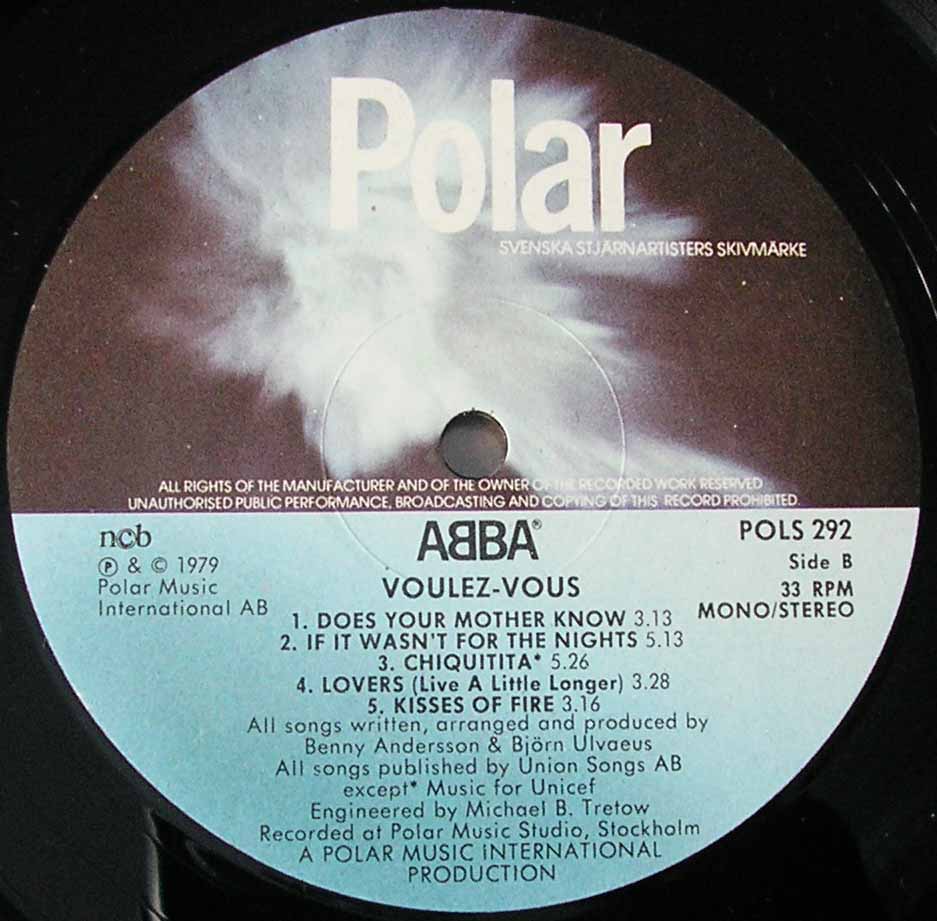 Polar
SVENSKA STJÄRNARTISTERS SKIVMÄRKE
ALL RIGHTS OF THE MANUFACTURER AND OF THE OWNER OF THE RECORDED WORK RESERVED
UNAUTHORISED PUBLIC PERFORMANCE, BROADCASTING AND COPYING OF THIS RECORD PROHIBITED.
ncb
℗ & © 1979
Polar Music
International AB
ABBA®
VOULEZ-VOUS
POLS 292
Side B
33 RPM
MONO/STEREO
1. DOES YOUR MOTHER KNOW 3.13
2. IF IT WASN'T FOR THE NIGHTS 5.13
3. CHIQUITITA* 5.26
4. LOVERS (Live A Little Longer) 3.28
5. KISSES OF FIRE 3.16
All songs written, arranged and produced by
Benny Andersson & Björn Ulvaeus
All songs published by Union Songs AB
except* Music for Unicef
Engineered by Michael B. Tretow
Recorded at Polar Music Studio, Stockholm
A POLAR MUSIC INTERNATIONAL
PRODUCTION